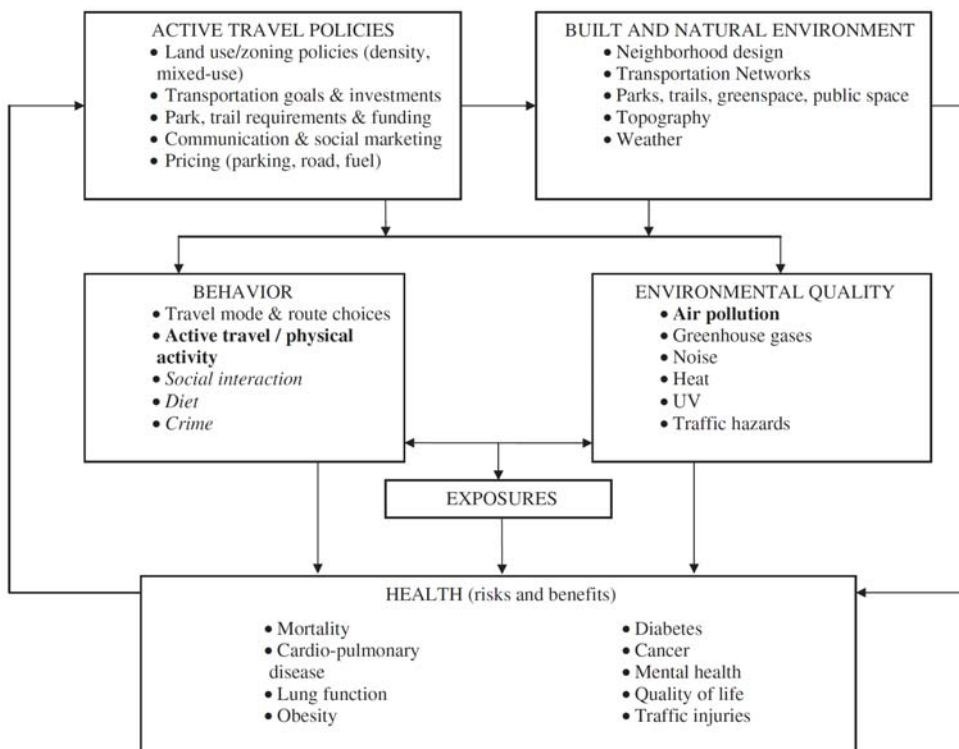 ACTIVE TRAVEL POLICIES
• Land use/zoning policies (density,
mixed-use)
• Transportation goals & investments
• Park, trail requirements & funding
• Communication & social marketing
• Pricing (parking, road, fuel)
BUILT AND NATURAL ENVIRONMENT
• Neighborhood design
• Transportation Networks
• Parks, trails, greenspace, public space
• Topography
• Weather
BEHAVIOR
• Travel mode & route choices
• Active travel / physical
activity
• Social interaction
• Diet
• Crime
ENVIRONMENTAL QUALITY
• Air pollution
• Greenhouse gases
• Noise
• Heat
• UV
• Traffic hazards
EXPOSURES
HEALTH (risks and benefits)
• Mortality
• Cardio-pulmonary
disease
• Lung function
• Obesity
• Diabetes
• Cancer
• Mental health
• Quality of life
• Traffic injuries